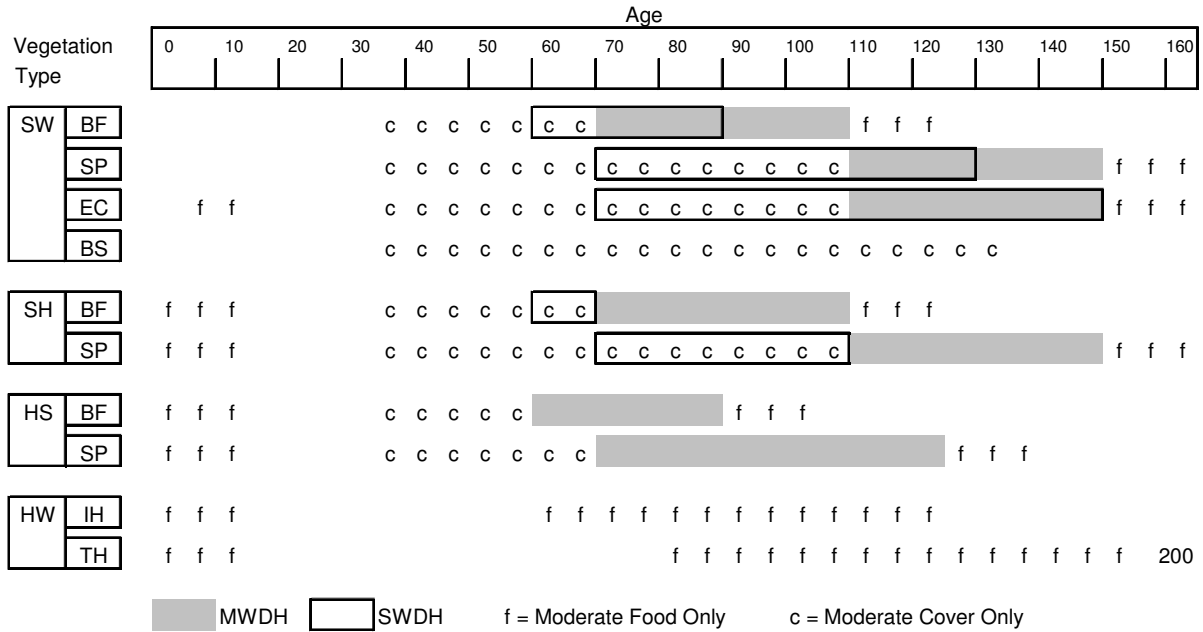 Age
Vegetation Type
0 10 20 30 40 50 60 70 80 90 100 110 120 130 140 150 160
SW BF c c c c c c c f f f
SP c c c c c c c c c c c c c c c f f f
EC f f c c c c c c c c c c c c c c c f f f
BS c c c c c c c c c c c c c c c c c c c c
SH BF f f f c c c c c c c f f f
SP f f f c c c c c c c c c c c c c c c f f f
HS BF f f f c c c c c f f f
SP f f f c c c c c c c f f f
HW IH f f f f f f f f f f f f f f f f
TH f f f f f f f f f f f f f f f f f f 200
MWDH SWDH f = Moderate Food Only c = Moderate Cover Only